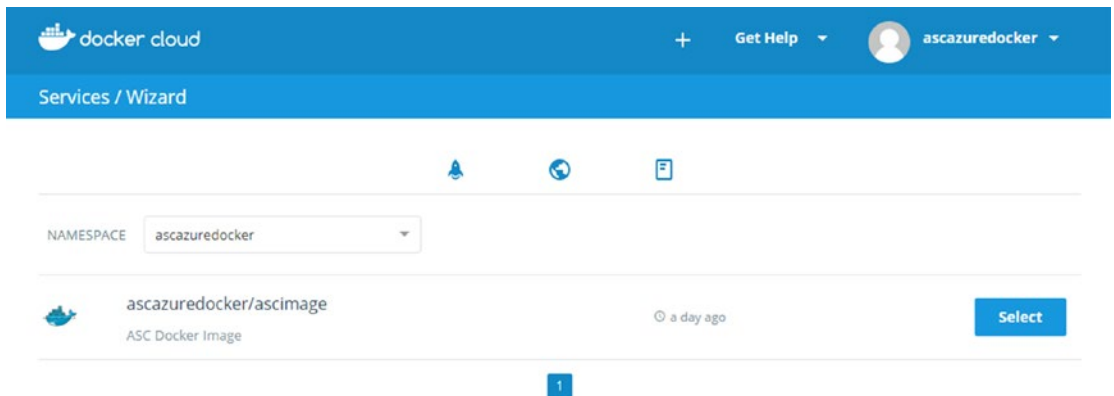 docker cloud
+ Get Help ascazuredocker
Services / Wizard
NAMESPACE ascazuredocker
ascazuredocker/ascimage
a day ago
Select
ASC Docker Image
1